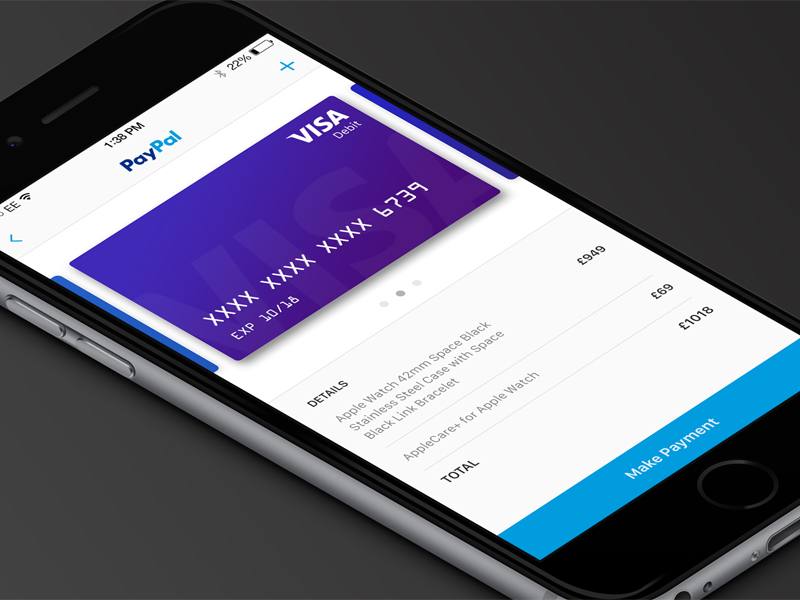 EE
1:38 PM
22%
PayPal
VISA
Debit
XXXX XXXX XXXX 6739
EXP 10/18
DETAILS
Apple Watch 42mm Space Black
Stainless Steel Case with Space
Black Link Bracelet
£949
AppleCare+ for Apple Watch
£69
TOTAL
£1018
Make Payment